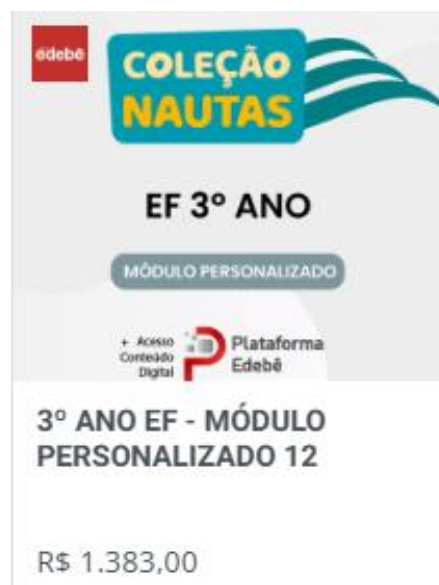 edebê
COLEÇÃO
NAUTAS
EF 3º ANO
MÓDULO PERSONALIZADO
+ Acesso
Conteúdo
Digital
Plataforma
Edebê
3º ANO EF - MÓDULO
PERSONALIZADO 12
R$ 1.383,00